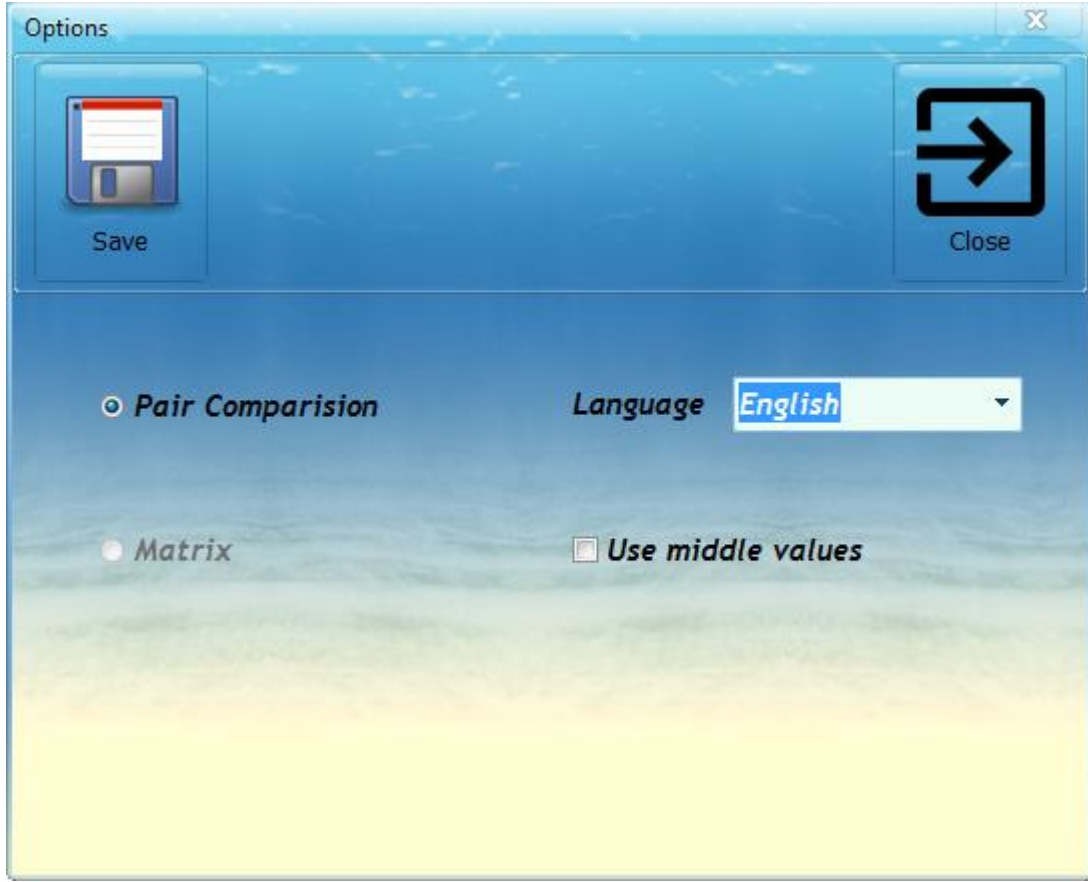 Options
Save
Close
Pair Comparision
Language English
Matrix
Use middle values